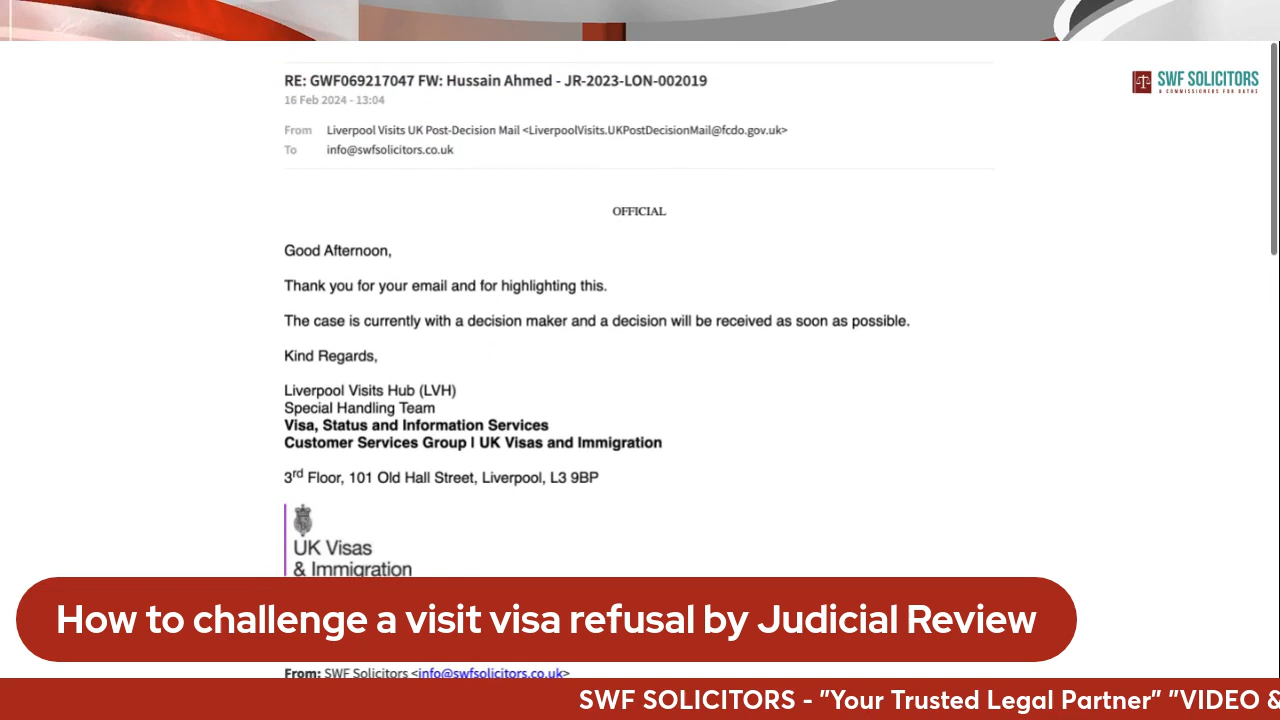 RE: GWF069217047 FW: Hussain Ahmed - JR-2023-LON-002019
16 Feb 2024 - 13:04
SWF SOLICITORS
& COMMISSIONERS FOR OATHS
From Liverpool Visits UK Post-Decision Mail <LiverpoolVisits.UKPostDecisionMail@fcdo.gov.uk>
To info@swfsolicitors.co.uk
OFFICIAL
Good Afternoon,
Thank you for your email and for highlighting this.
The case is currently with a decision maker and a decision will be received as soon as possible.
Kind Regards,
Liverpool Visits Hub (LVH)
Special Handling Team
Visa, Status and Information Services
Customer Services Group I UK Visas and Immigration
3rd Floor, 101 Old Hall Street, Liverpool, L3 9BP
UK Visas
& Immigration
How to challenge a visit visa refusal by Judicial Review
From: SWF Solicitors <info@swfsolicitors.co.uk>
SWF SOLICITORS - "Your Trusted Legal Partner" "VIDEO &